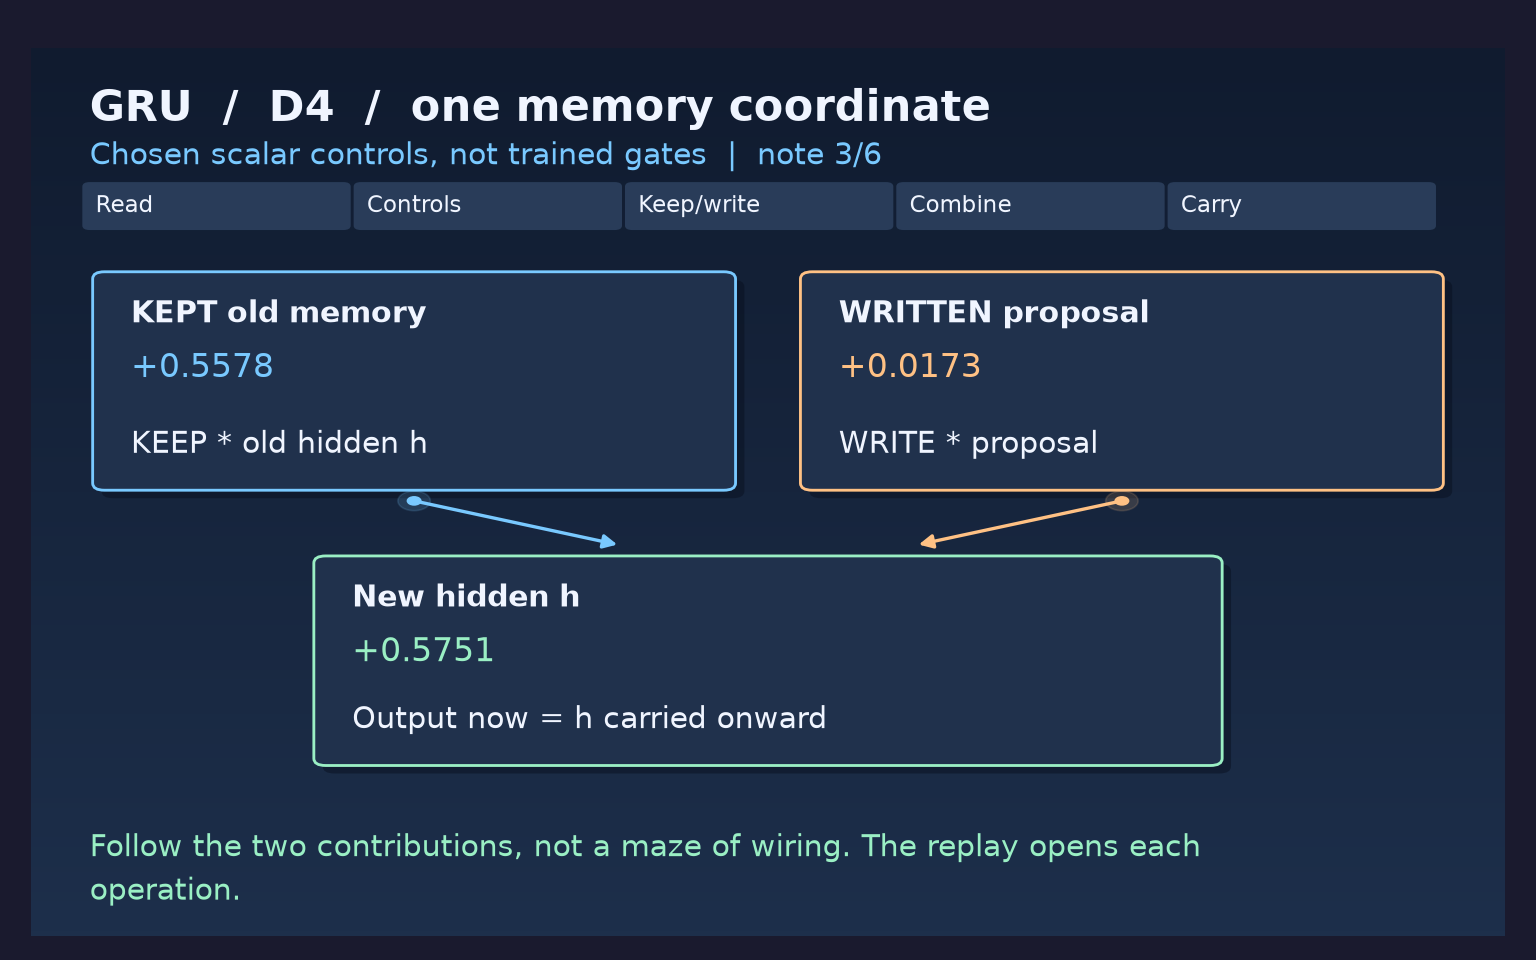 GRU / D4 / one memory coordinate
Chosen scalar controls, not trained gates | note 3/6
Read
Controls
Keep/write
Combine
Carry
KEPT old memory
+0.5578
KEEP * old hidden h
WRITTEN proposal
+0.0173
WRITE * proposal
New hidden h
+0.5751
Output now = h carried onward
Follow the two contributions, not a maze of wiring. The replay opens each
operation.